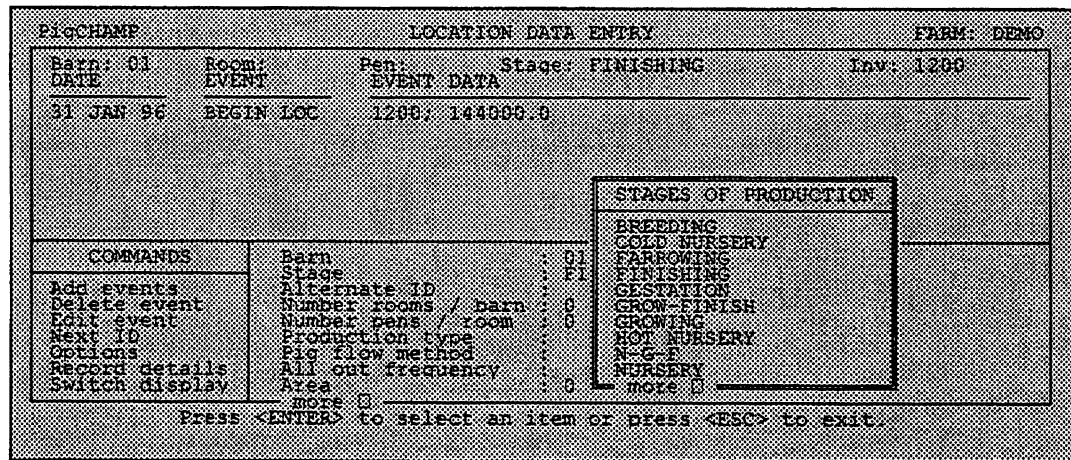 PigCHAMP LOCATION DATA ENTRY FARM: DEMO
Barn: 01 Room: Pen: Stage: FINISHING Inv: 1200
DATE EVENT EVENT DATA
31 JAN 96 BEGIN LOC 1200; 144000.0
STAGES OF PRODUCTION
BREEDING
COLD NURSERY
FARROWING
FINISHING
GESTATION
GROW-FINISH
GROWING
HOT NURSERY
N-G-F
NURSERY
more
COMMANDS
Add events
Delete event
Edit event
Next ID
Options
Record details
Switch display
Barn : 01
Stage : FI
Alternate ID :
Number rooms / barn : 0
Number pens / room : 0
Production type :
Pig flow method :
All out frequency :
Area : 0
more
Press <ENTER> to select an item or press <ESC> to exit.